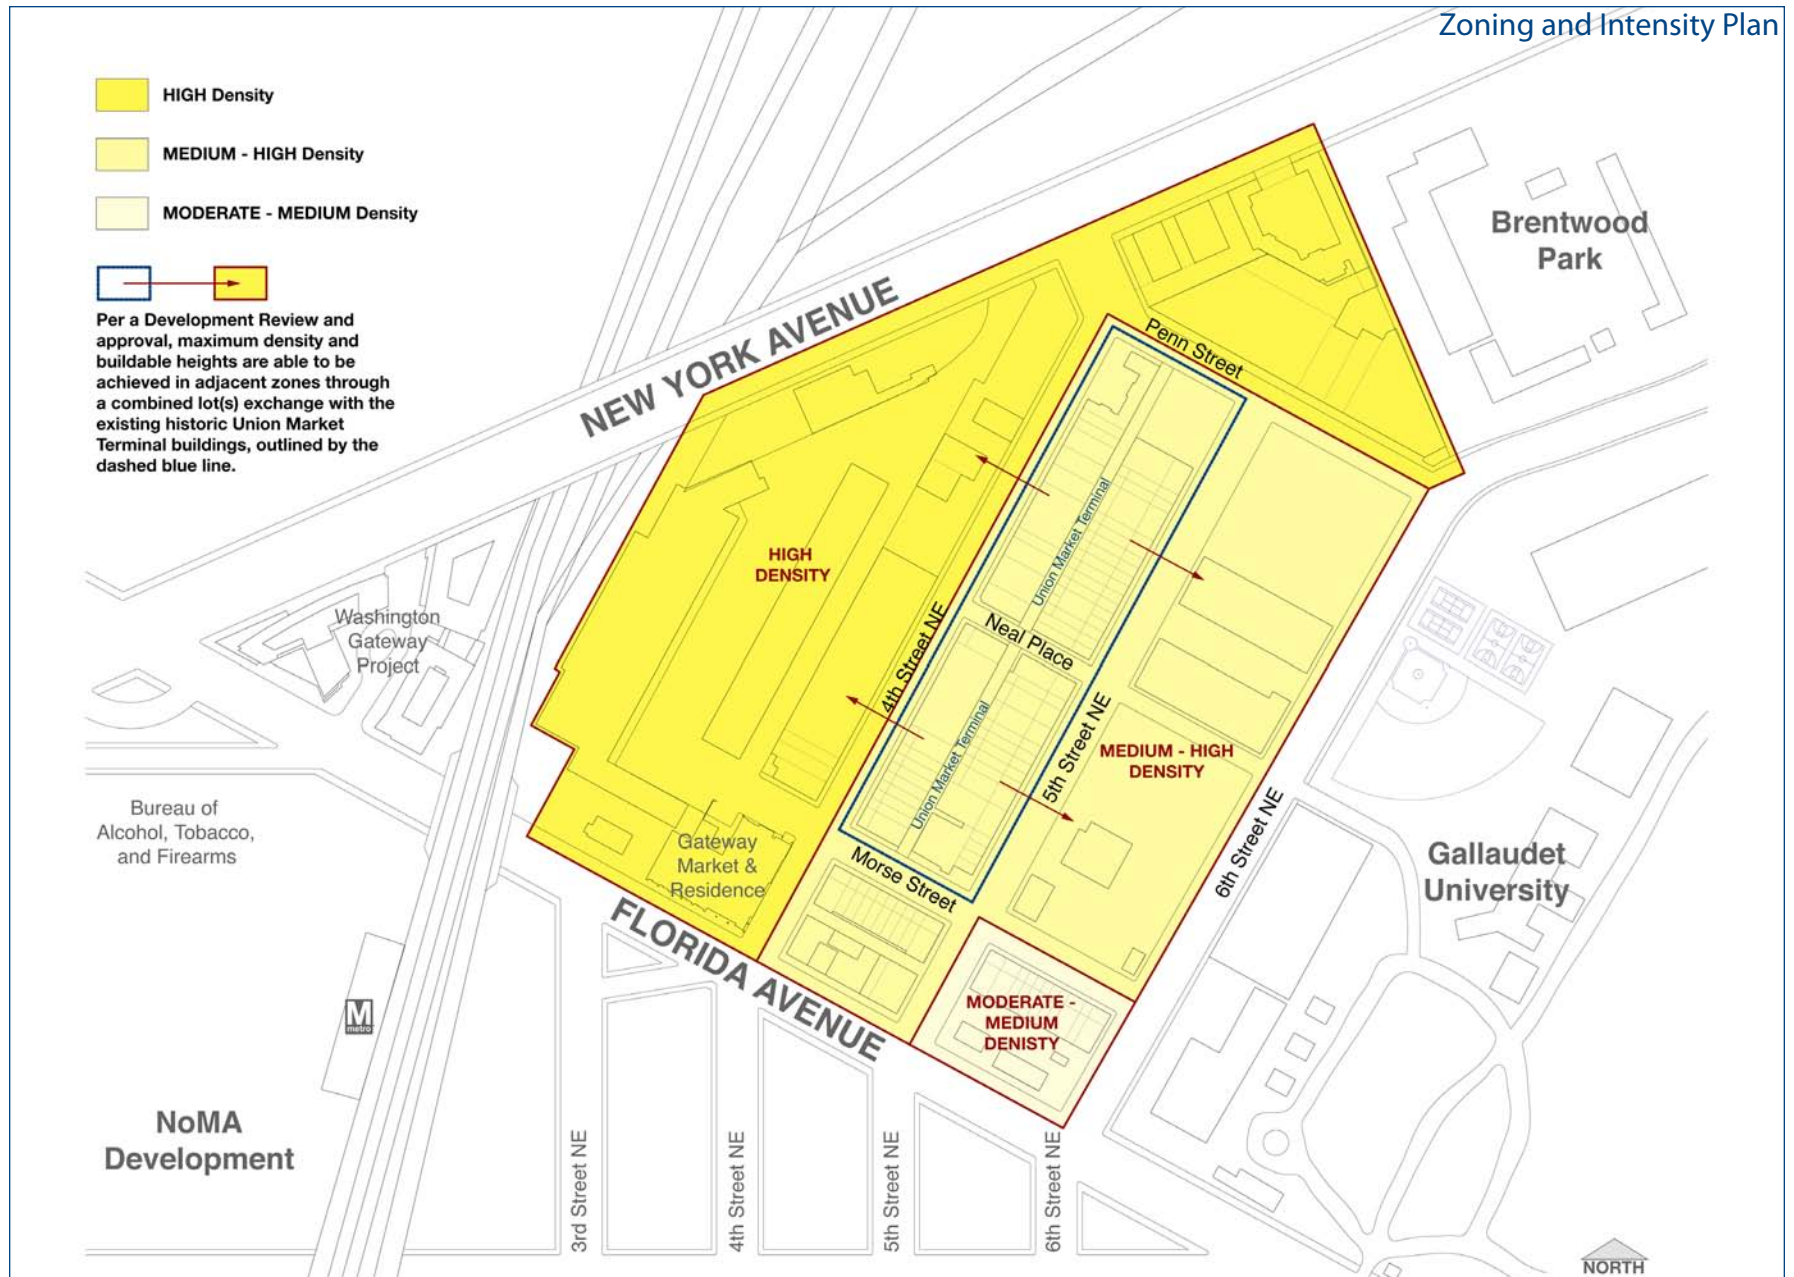 Zoning and Intensity Plan
HIGH Density
MEDIUM - HIGH Density
MODERATE - MEDIUM Density
Per a Development Review and
approval, maximum density and
buildable heights are able to be
achieved in adjacent zones through
a combined lot(s) exchange with the
existing historic Union Market
Terminal buildings, outlined by the
dashed blue line.
NEW YORK AVENUE
Brentwood
Park
Penn Street
Union Market Terminal
HIGH
DENSITY
4th Street NE
Neal Place
Washington
Gateway
Project
Union Market Terminal
5th Street NE
MEDIUM - HIGH
DENSITY
6th Street NE
Bureau of
Alcohol, Tobacco,
and Firearms
Gateway
Market &
Residence
Morse Street
Gallaudet
University
FLORIDA AVENUE
MODERATE -
MEDIUM
DENISTY
M
metro
NoMA
Development
3rd Street NE
4th Street NE
5th Street NE
6th Street NE
NORTH